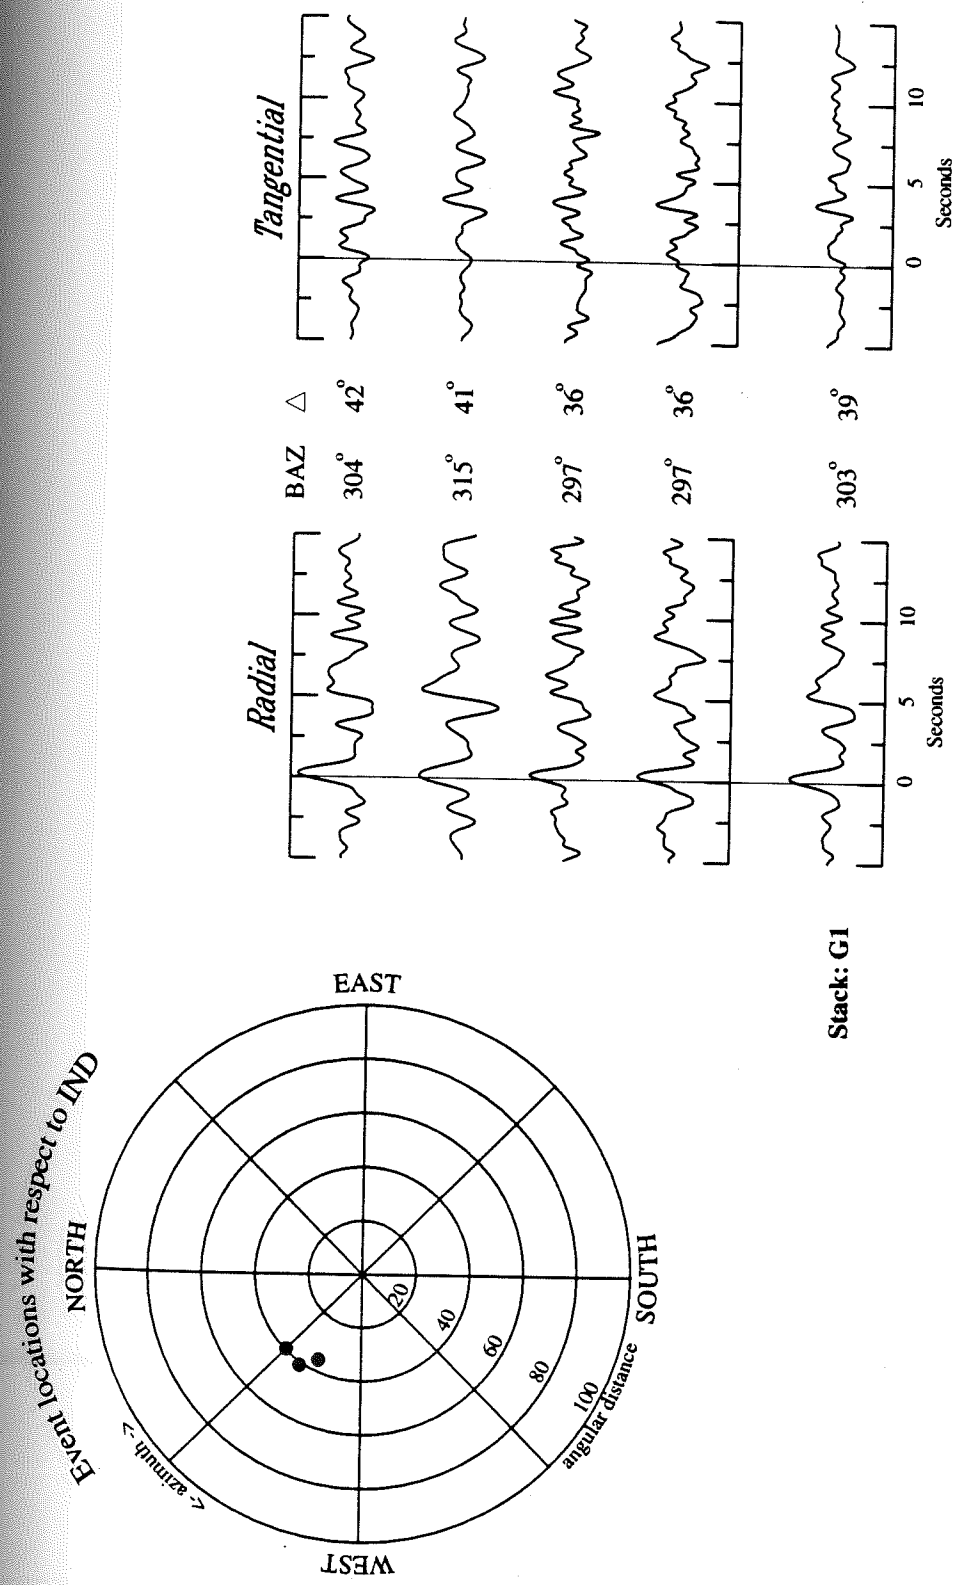 Event locations with respect to IND
NORTH
EAST
SOUTH
WEST
<- azimuth ->
20
40
60
80
100
angular distance
Radial
BAZ △
Tangential
304° 42°
315° 41°
297° 36°
297° 36°
Stack: G1
303° 39°
0 5 10
Seconds
0 5 10
Seconds